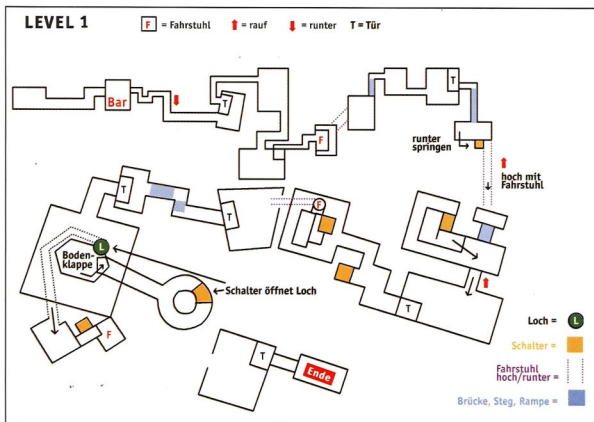 LEVEL 1
F = Fahrstuhl
= rauf
= runter
T = Tür
Bar
T
F
T
runter
springen
hoch mit
Fahrstuhl
T
T
F
L
Boden-
klappe
Schalter öffnet Loch
F
T
T
Ende
Loch = L
Schalter =
Fahrstuhl
hoch/runter =
Brücke, Steg, Rampe =